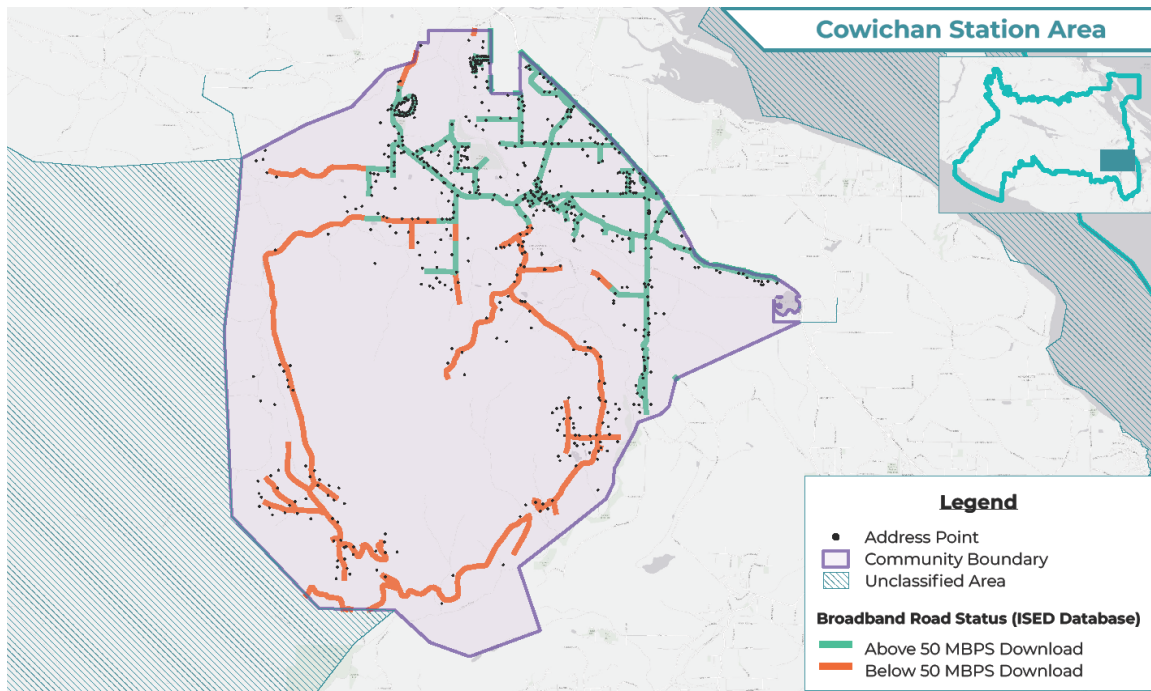 Cowichan Station Area
Legend
Address Point
Community Boundary
Unclassified Area
Broadband Road Status (ISED Database)
Above 50 MBPS Download
Below 50 MBPS Download